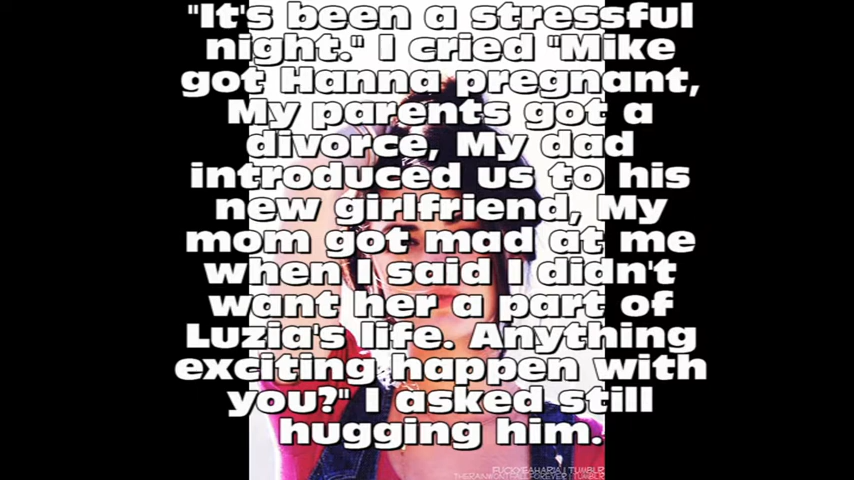 "It's been a stressful
night." I cried "Mike
got Hanna pregnant,
My parents got a
divorce, My dad
introduced us to his
new girlfriend, My
mom got mad at me
when I said I didn't
want her a part of
Luzia's life. Anything
exciting happen with
you?" I asked still
hugging him.
FUCKYEAHARIA | TUMBLR